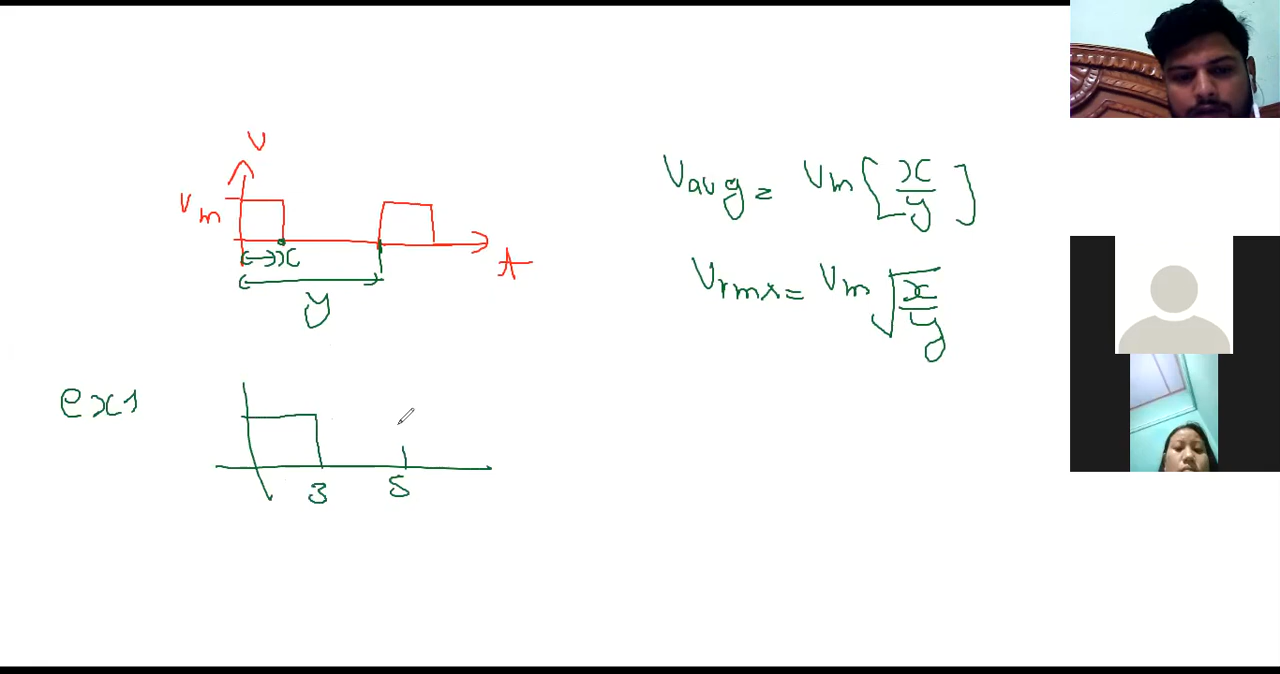 V
Vm
x
t
y
Vavg = Vm [x/y]
Vrms = Vm √x/y
ex1
3 5